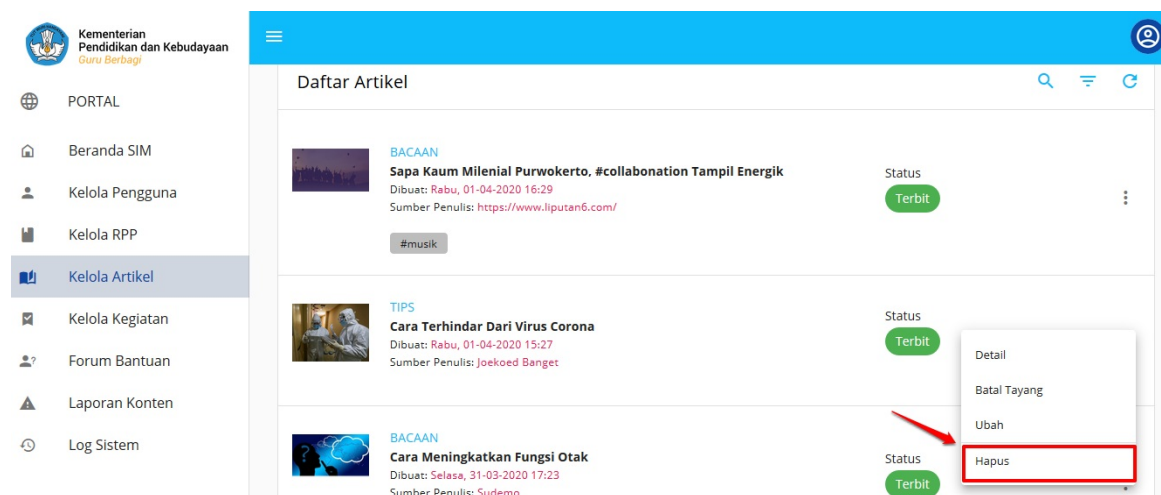 Kementerian
Pendidikan dan Kebudayaan
Guru Berbagi
PORTAL
Beranda SIM
Kelola Pengguna
Kelola RPP
Kelola Artikel
Kelola Kegiatan
Forum Bantuan
Laporan Konten
Log Sistem
Daftar Artikel
BACAAN
Sapa Kaum Milenial Purwokerto, #collabonation Tampil Energik
Dibuat: Rabu, 01-04-2020 16:29
Sumber Penulis: https://www.liputan6.com/
#musik
Status
Terbit
TIPS
Cara Terhindar Dari Virus Corona
Dibuat: Rabu, 01-04-2020 15:27
Sumber Penulis: Joekoed Banget
Status
Terbit
BACAAN
Cara Meningkatkan Fungsi Otak
Dibuat: Selasa, 31-03-2020 17:23
Sumber Penulis: Sudemo
Status
Terbit
Detail
Batal Tayang
Ubah
Hapus